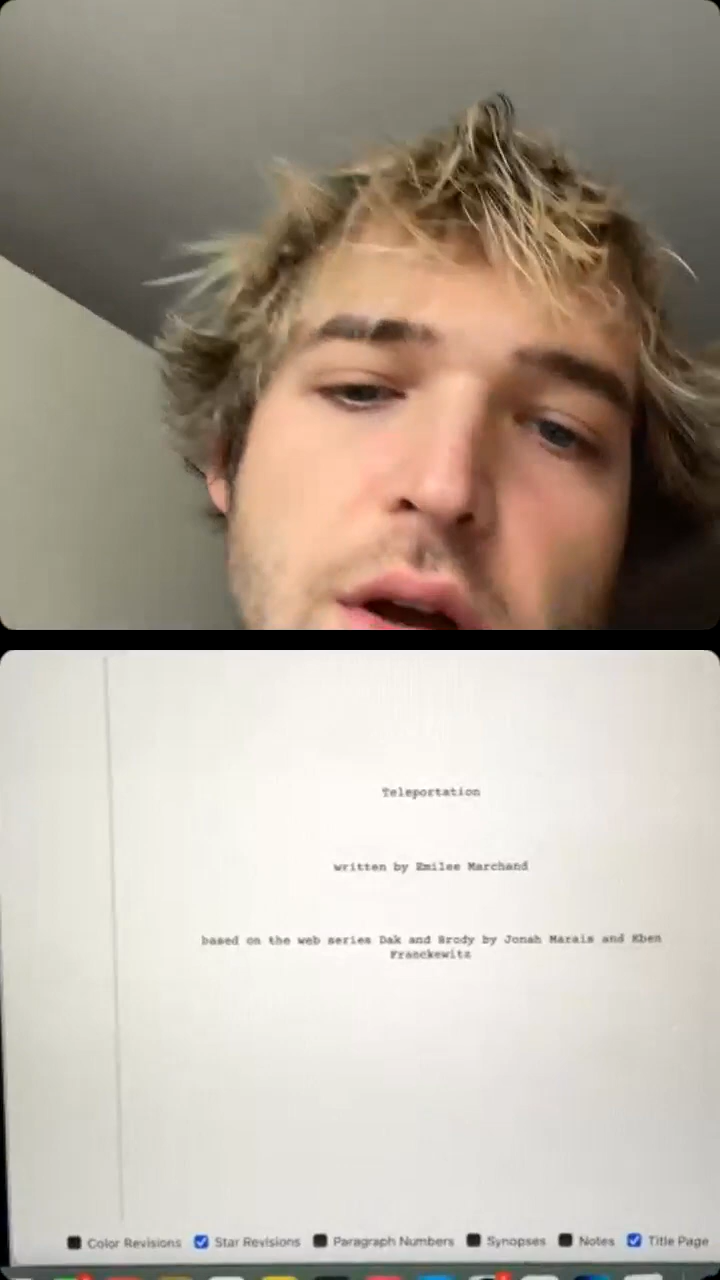 Teleportation
written by Emilee Marchand
based on the web series Dak and Brody by Jonah Marais and Eben
Franckewitz
Color Revisions Star Revisions Paragraph Numbers Synopses Notes Title Page